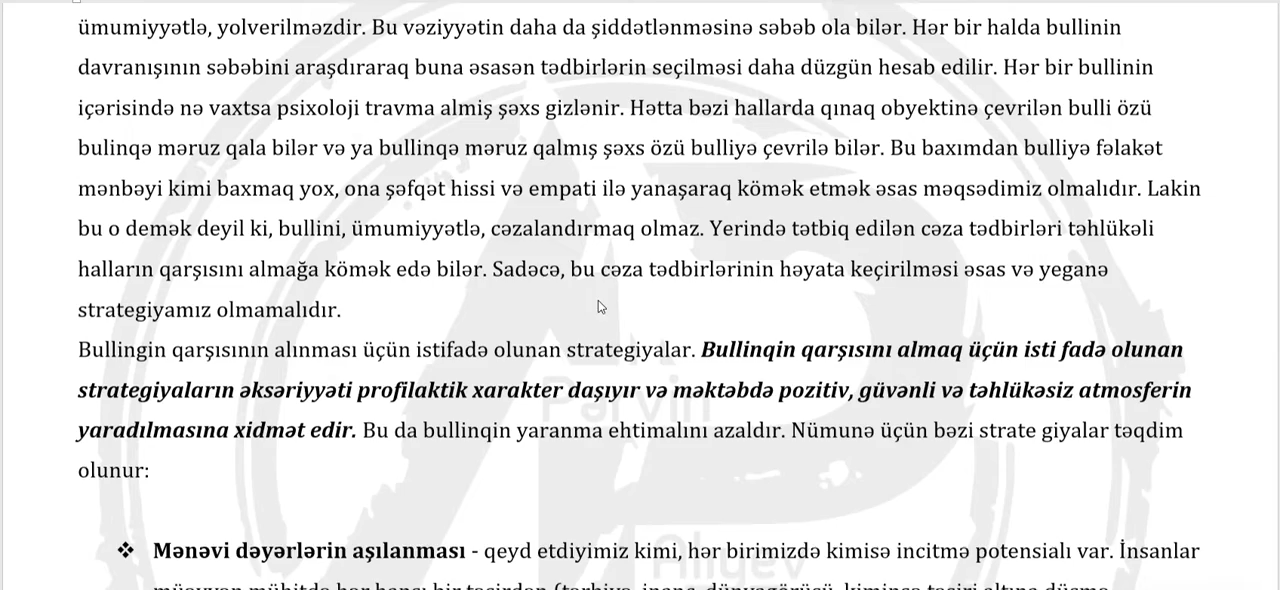 ümumiyyətlə, yolverilməzdir. Bu vəziyyətin daha da şiddətlənməsinə səbəb ola bilər. Hər bir halda bullinin
davranışının səbəbini araşdıraraq buna əsasən tədbirlərin seçilməsi daha düzgün hesab edilir. Hər bir bullinin
içərisində nə vaxtsa psixoloji travma almiş şəxs gizlənir. Hətta bəzi hallarda qınaq obyektinə çevrilən bulli özü
bulinqə məruz qala bilər və ya bullinqə məruz qalmış şəxs özü bulliyə çevrilə bilər. Bu baxımdan bulliyə fəlakət
mənbəyi kimi baxmaq yox, ona şəfqət hissi və empati ilə yanaşaraq kömək etmək əsas məqsədimiz olmalıdır. Lakin
bu o demək deyil ki, bullini, ümumiyyətlə, cəzalandırmaq olmaz. Yerində tətbiq edilən cəza tədbirləri təhlükəli
halların qarşısını almağa kömək edə bilər. Sadəcə, bu cəza tədbirlərinin həyata keçirilməsi əsas və yeganə
strategiyamız olmamalıdır.
Bullingin qarşısının alınması üçün istifadə olunan strategiyalar. Bullinqin qarşısını almaq üçün isti fadə olunan
strategiyaların əksəriyyəti profilaktik xarakter daşıyır və məktəbdə pozitiv, güvənli və təhlükəsiz atmosferin
yaradılmasına xidmət edir. Bu da bullinqin yaranma ehtimalını azaldır. Nümunə üçün bəzi strate giyalar təqdim
olunur:
❖ Mənəvi dəyərlərin aşılanması - qeyd etdiyimiz kimi, hər birimizdə kimisə incitmə potensialı var. İnsanlar
Pərvin
Əliyev